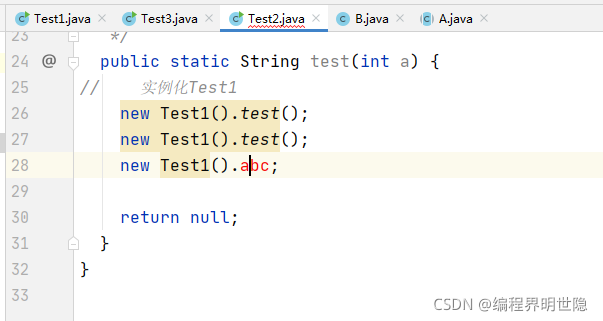 Test1.java Test3.java Test2.java B.java A.java
23 */
24 @ public static String test(int a) {
25 // 实例化Test1
26 new Test1().test();
27 new Test1().test();
28 new Test1().abc;
29
30 return null;
31 }
32 }
33
CSDN @编程界明世隐